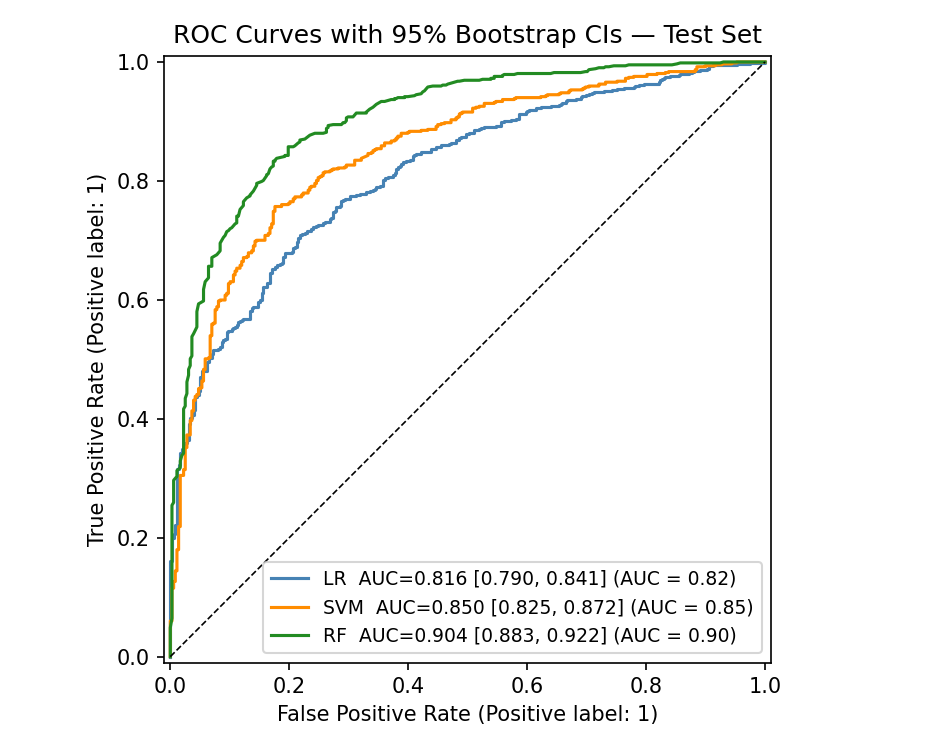 ROC Curves with 95% Bootstrap CIs — Test Set
True Positive Rate (Positive label: 1)
1.0
0.8
0.6
0.4
0.2
0.0
LR AUC=0.816 [0.790, 0.841] (AUC = 0.82)
SVM AUC=0.850 [0.825, 0.872] (AUC = 0.85)
RF AUC=0.904 [0.883, 0.922] (AUC = 0.90)
0.0 0.2 0.4 0.6 0.8 1.0
False Positive Rate (Positive label: 1)